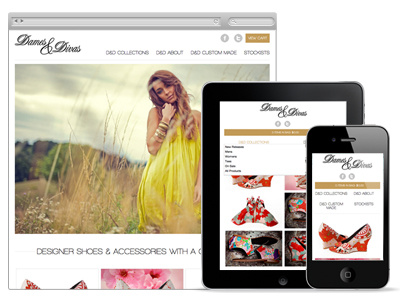 Dames & Divas
VIEW CART
D&D COLLECTIONS D&D ABOUT D&D CUSTOM MADE STOCKISTS
DESIGNER SHOES & ACCESSORIES WITH A
Dames & Divas
D&D COLLECTIONS
New Releases
Mens
Womens
Tees
On Sale
All Products
Dames & Divas
D&D COLLECTIONS D&D ABOUT
D&D CUSTOM MADE STOCKISTS